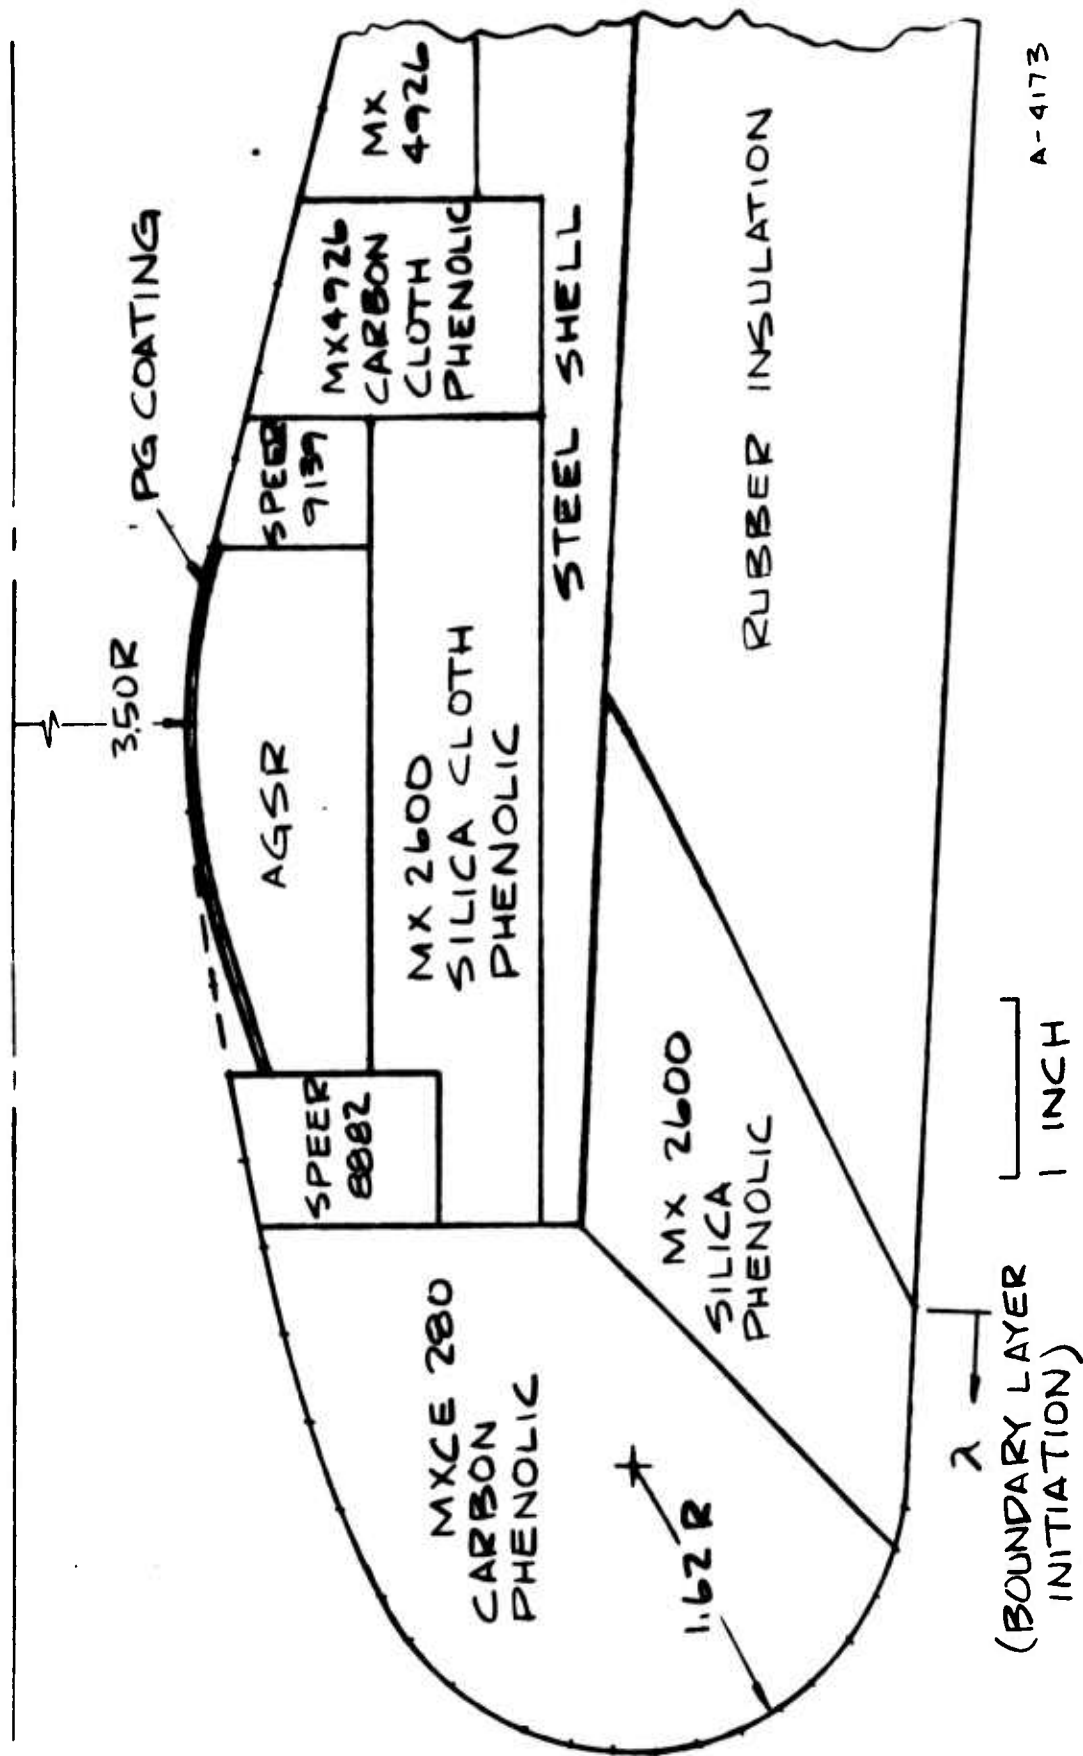 PG COATING
3.50R
SPEER
8882
AGSR
SPEER
9139
MX4926
CARBON
CLOTH
PHENOLIC
MX
4926
MX 2600
SILICA CLOTH
PHENOLIC
STEEL SHELL
MXCE 280
CARBON
PHENOLIC
MX 2600
SILICA
PHENOLIC
1.62 R
RUBBER INSULATION
λ
(BOUNDARY LAYER
INITIATION)
1 INCH
A-4173